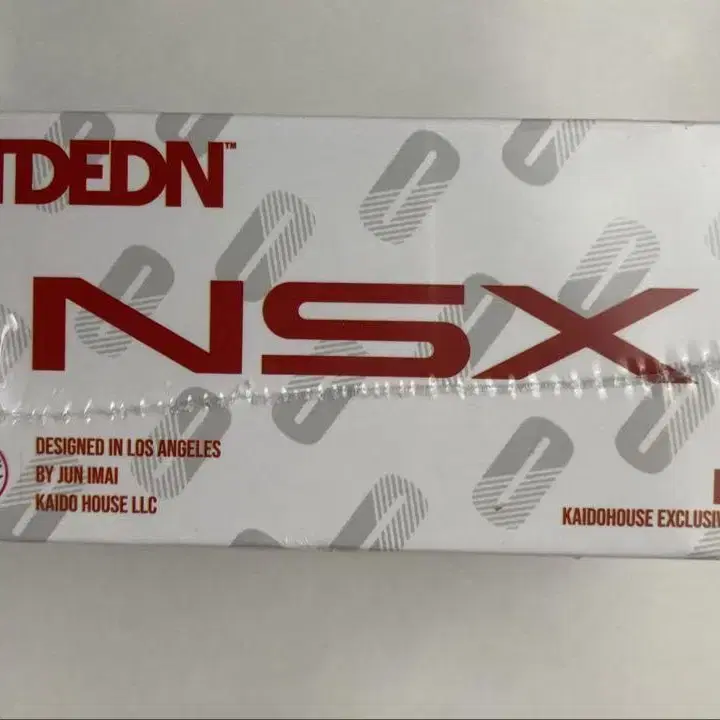 TDEDN™
NSX
DESIGNED IN LOS ANGELES
BY JUN IMAI
KAIDO HOUSE LLC
KAIDOHOUSE EXCLUSIV